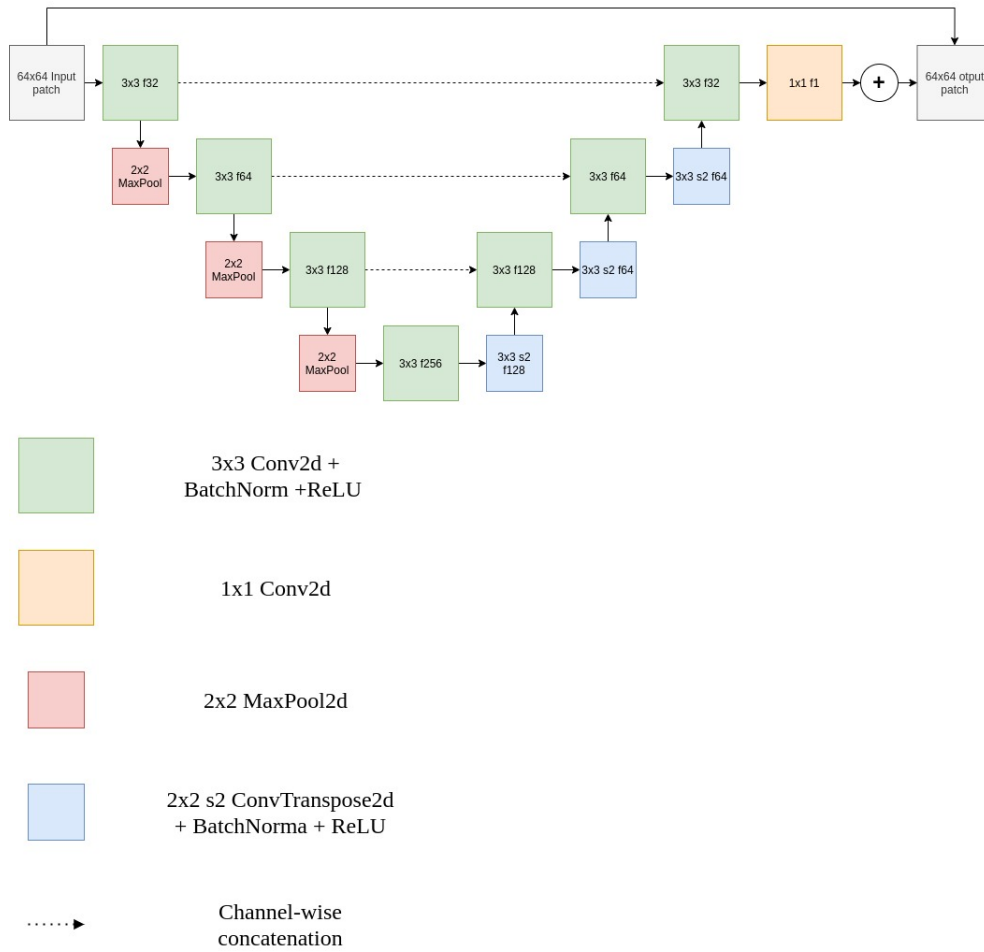 64x64 Input
patch
3x3 f32
3x3 f32
1x1 f1
+
64x64 otput
patch
2x2
MaxPool
3x3 f64
3x3 f64
3x3 s2 f64
2x2
MaxPool
3x3 f128
3x3 f128
3x3 s2 f64
2x2
MaxPool
3x3 f256
3x3 s2
f128
3x3 Conv2d +
BatchNorm +ReLU
1x1 Conv2d
2x2 MaxPool2d
2x2 s2 ConvTranspose2d
+ BatchNorma + ReLU
Channel-wise
concatenation